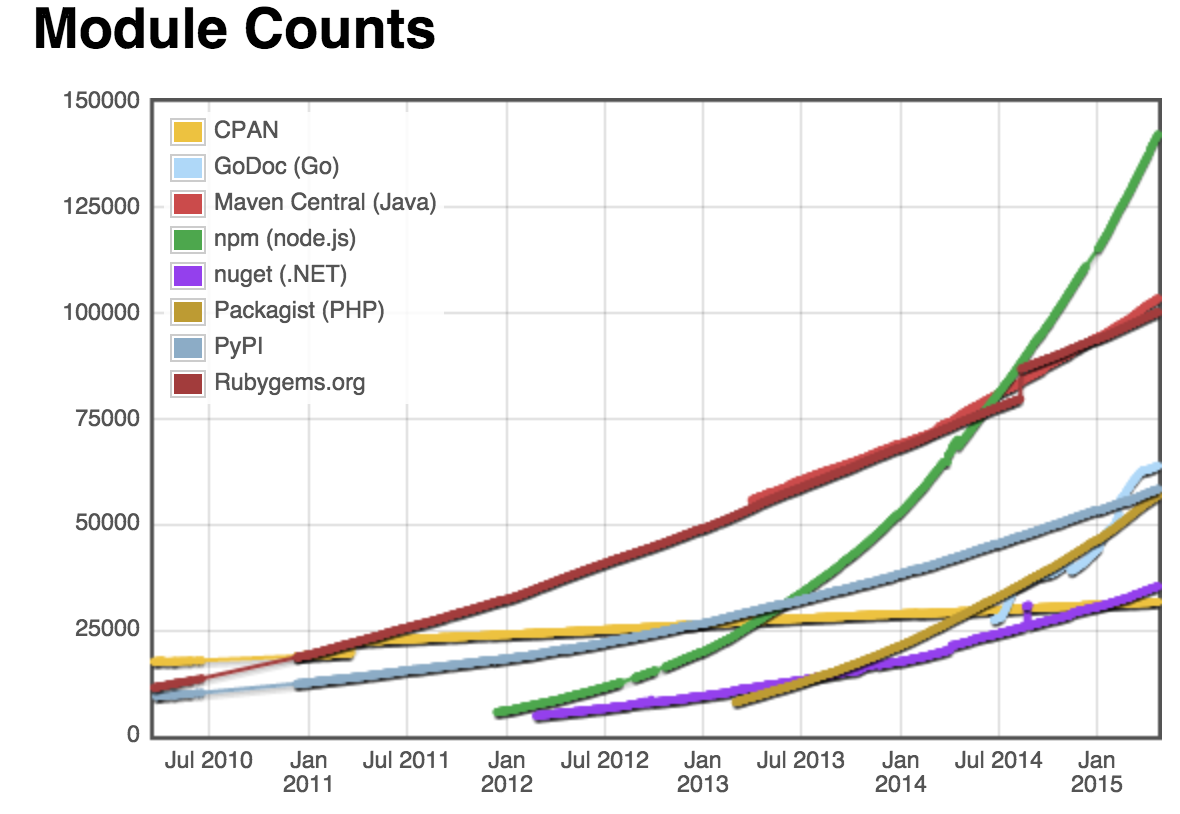 Module Counts
150000
125000
100000
75000
50000
25000
0
CPAN
GoDoc (Go)
Maven Central (Java)
npm (node.js)
nuget (.NET)
Packagist (PHP)
PyPI
Rubygems.org
Jul 2010
Jan
2011
Jul 2011
Jan
2012
Jul 2012
Jan
2013
Jul 2013
Jan
2014
Jul 2014
Jan
2015